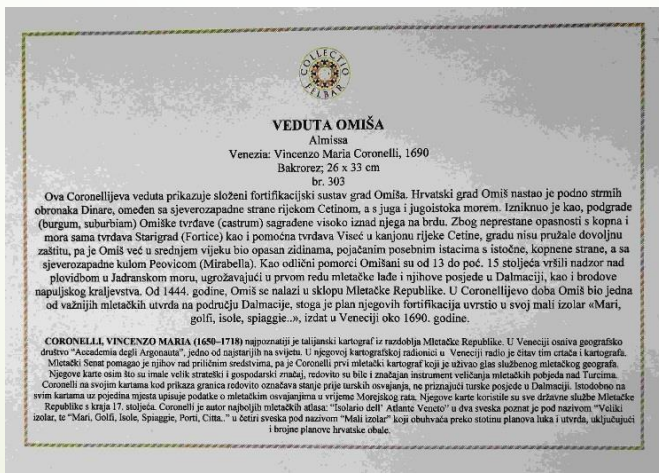 COLLECTIO FELBAR
VEDUTA OMIŠA
Almissa
Venezia: Vincenzo Maria Coronelli, 1690
Bakrorez; 26 x 33 cm
br. 303
Ova Coronellijeva veduta prikazuje složeni fortifikacijski sustav grad Omiša. Hrvatski grad Omiš nastao je podno strmih
obronaka Dinare, omeđen sa sjeverozapadne strane rijekom Cetinom, a s juga i jugoistoka morem. Izniknuo je kao, podgrađe
(burgum, suburbiam) Omiške tvrđave (castrum) sagrađene visoko iznad njega na brdu. Zbog neprestane opasnosti s kopna i
mora sama tvrđava Starigrad (Fortice) kao i pomoćna tvrđava Viseć u kanjonu rijeke Cetine, gradu nisu pružale dovoljnu
zaštitu, pa je Omiš već u srednjem vijeku bio opasan zidinama, pojačanim posebnim istacima s istočne, kopnene strane, a sa
sjeverozapadne kulom Peovicom (Mirabella). Kao odlični pomorci Omišani su od 13 do poč. 15 stoljeća vršili nadzor nad
plovidbom u Jadranskom moru, ugrožavajući u prvom redu mletačke lađe i njihove posjede u Dalmaciji, kao i brodove
napuljskog kraljevstva. Od 1444. godine, Omiš se nalazi u sklopu Mletačke Republike. U Coronellijevo doba Omiš bio jedna
od važnijih mletačkih utvrda na području Dalmacije, stoga je plan njegovih fortifikacija uvrstio u svoj mali izolar «Mari,
golfi, isole, spiaggie..», izdat u Veneciji oko 1690. godine.
CORONELLI, VINCENZO MARIA (1650–1718) najpoznatiji je talijanski kartograf iz razdoblja Mletačke Republike. U Veneciji osniva geografsko
društvo "Accademia degli Argonauta", jedno od najstarijih na svijetu. U njegovoj kartografskoj radionici u Veneciji radio je čitav tim crtača i kartografa.
Mletački Senat pomagao je njihov rad priličnim sredstvima, pa je Coronelli prvi mletački kartograf koji je uživao glas službenog mletačkog geografa.
Njegove karte osim što su imale velik strateški i gospodarski značaj, redovito su bile i značajan instrument veličanja mletačkih pobjeda nad Turcima.
Coronelli na svojim kartama kod prikaza granica redovito označava stanje prije turskih osvajanja, ne priznajući turske posjede u Dalmaciji. Istodobno na
svim kartama uz pojedina mjesta upisuje podatke o mletačkim osvajanjima u vrijeme Morejskog rata. Njegove karte koristile su sve državne službe Mletačke
Republike s kraja 17. stoljeća. Coronelli je autor najboljih mletačkih atlasa: "Isolario dell' Atlante Veneto" u dva sveska poznat je pod nazivom "Veliki
izolar, te "Mari, Golfi, Isole, Spiaggie, Porti, Citta.." u četiri sveska pod nazivom "Mali izolar" koji obuhvaća preko stotinu planova luka i utvrda, uključujući
i brojne planove hrvatske obale.